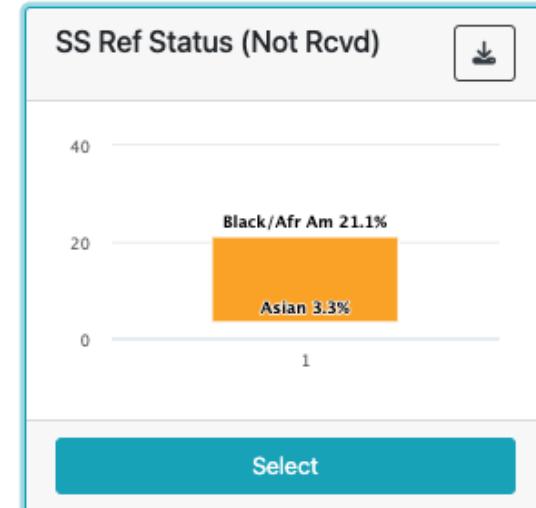 SS Ref Status (Not Rcvd)
40
Black/Afr Am 21.1%
20
Asian 3.3%
0
1
Select